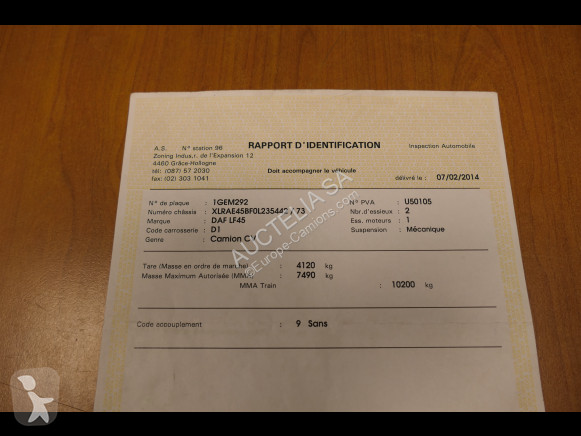 A.S. N° station 96 RAPPORT D'IDENTIFICATION Inspection Automobile
Zoning Indus,r. de l'Expansion 12
4460 Grâce Hollogne
tél: (087) 57 2030 Doit accompagner le véhicule
fax: (02) 303 1041 délivré le : 07/02/2014
N° de plaque : 1GEM292 N° PVA : U50105
Numéro châssis : XLRAE45BF0L235442 / 73 Nbr.d'essieux : 2
Marque : DAF LF45 Ess. moteurs : 1
Code carrosserie : D1 Suspension : Mécanique
Genre : Camion
Tare (Masse en ordre de marche) : 4120 kg
Masse Maximum Autorisée (MMA) : 7490 kg
MMA Train : 10200 kg
Code accouplement : 9 Sans
AUCTELIA SA
©Europe-Camions.com